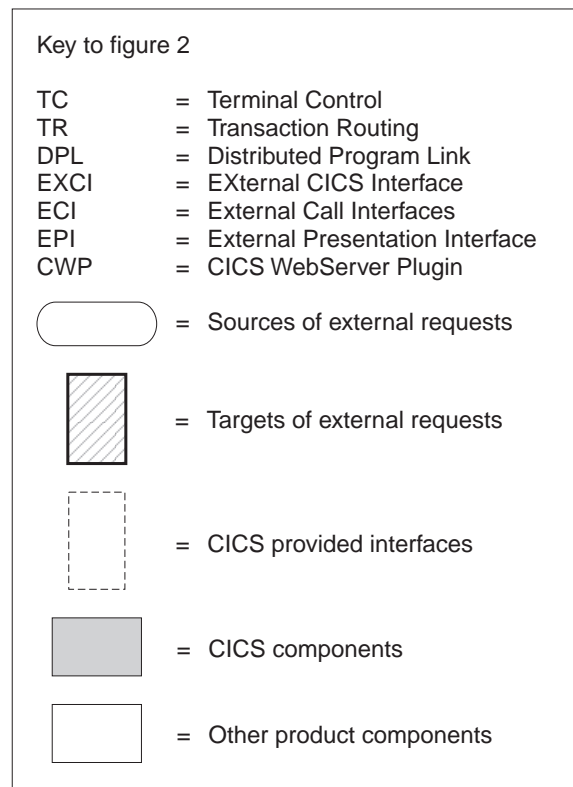 Key to figure 2
TC = Terminal Control
TR = Transaction Routing
DPL = Distributed Program Link
EXCI = EXternal CICS Interface
ECI = External Call Interfaces
EPI = External Presentation Interface
CWP = CICS WebServer Plugin
= Sources of external requests
= Targets of external requests
= CICS provided interfaces
= CICS components
= Other product components